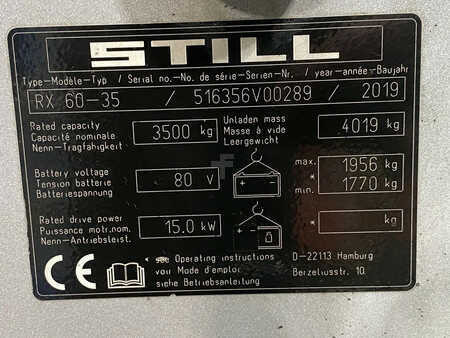 STILL
Type-Modèle-Typ / Serial no.-No. de série-Serien-Nr. / year-année-Baujahr
RX 60-35 / 516356V00289 / 2019
Rated capacity
Capacité nominale
Nenn-Tragfähigkeit
3500 kg
Unladen mass
Masse à vide
Leergewicht
4019 kg
Battery voltage
Tension batterie
Batteriespannung
80 V
+ -
max. 1956 kg
* *
min. 1770 kg
Rated drive power
Puissance motr.nom.
Nenn-Antriebsleist.
15.0 kW
+ -
* * kg
CE
Operating instructions
voir Mode d'emploi
siehe Betriebsanleitung
D-22113 Hamburg
Berzeliusstr. 10.